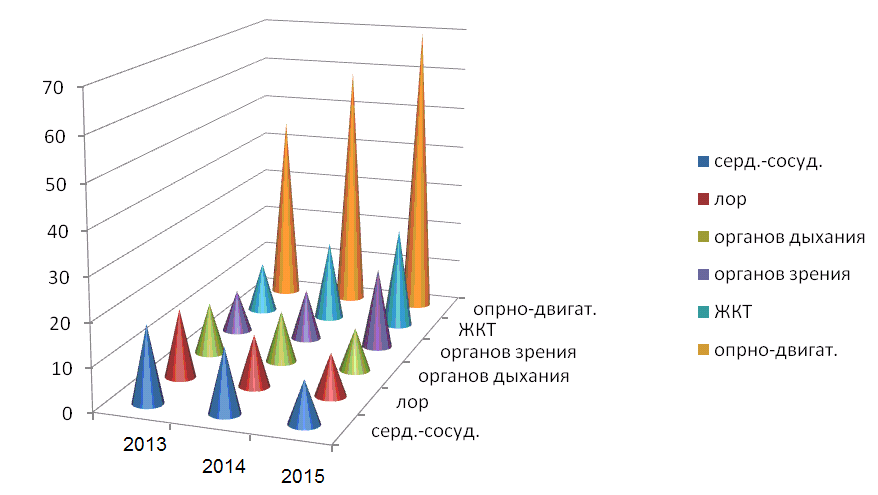 70
60
50
40
30
20
10
0
2013
2014
2015
опрно-двигат.
ЖКТ
органов зрения
органов дыхания
лор
серд.-сосуд.
серд.-сосуд.
лор
органов дыхания
органов зрения
ЖКТ
опрно-двигат.